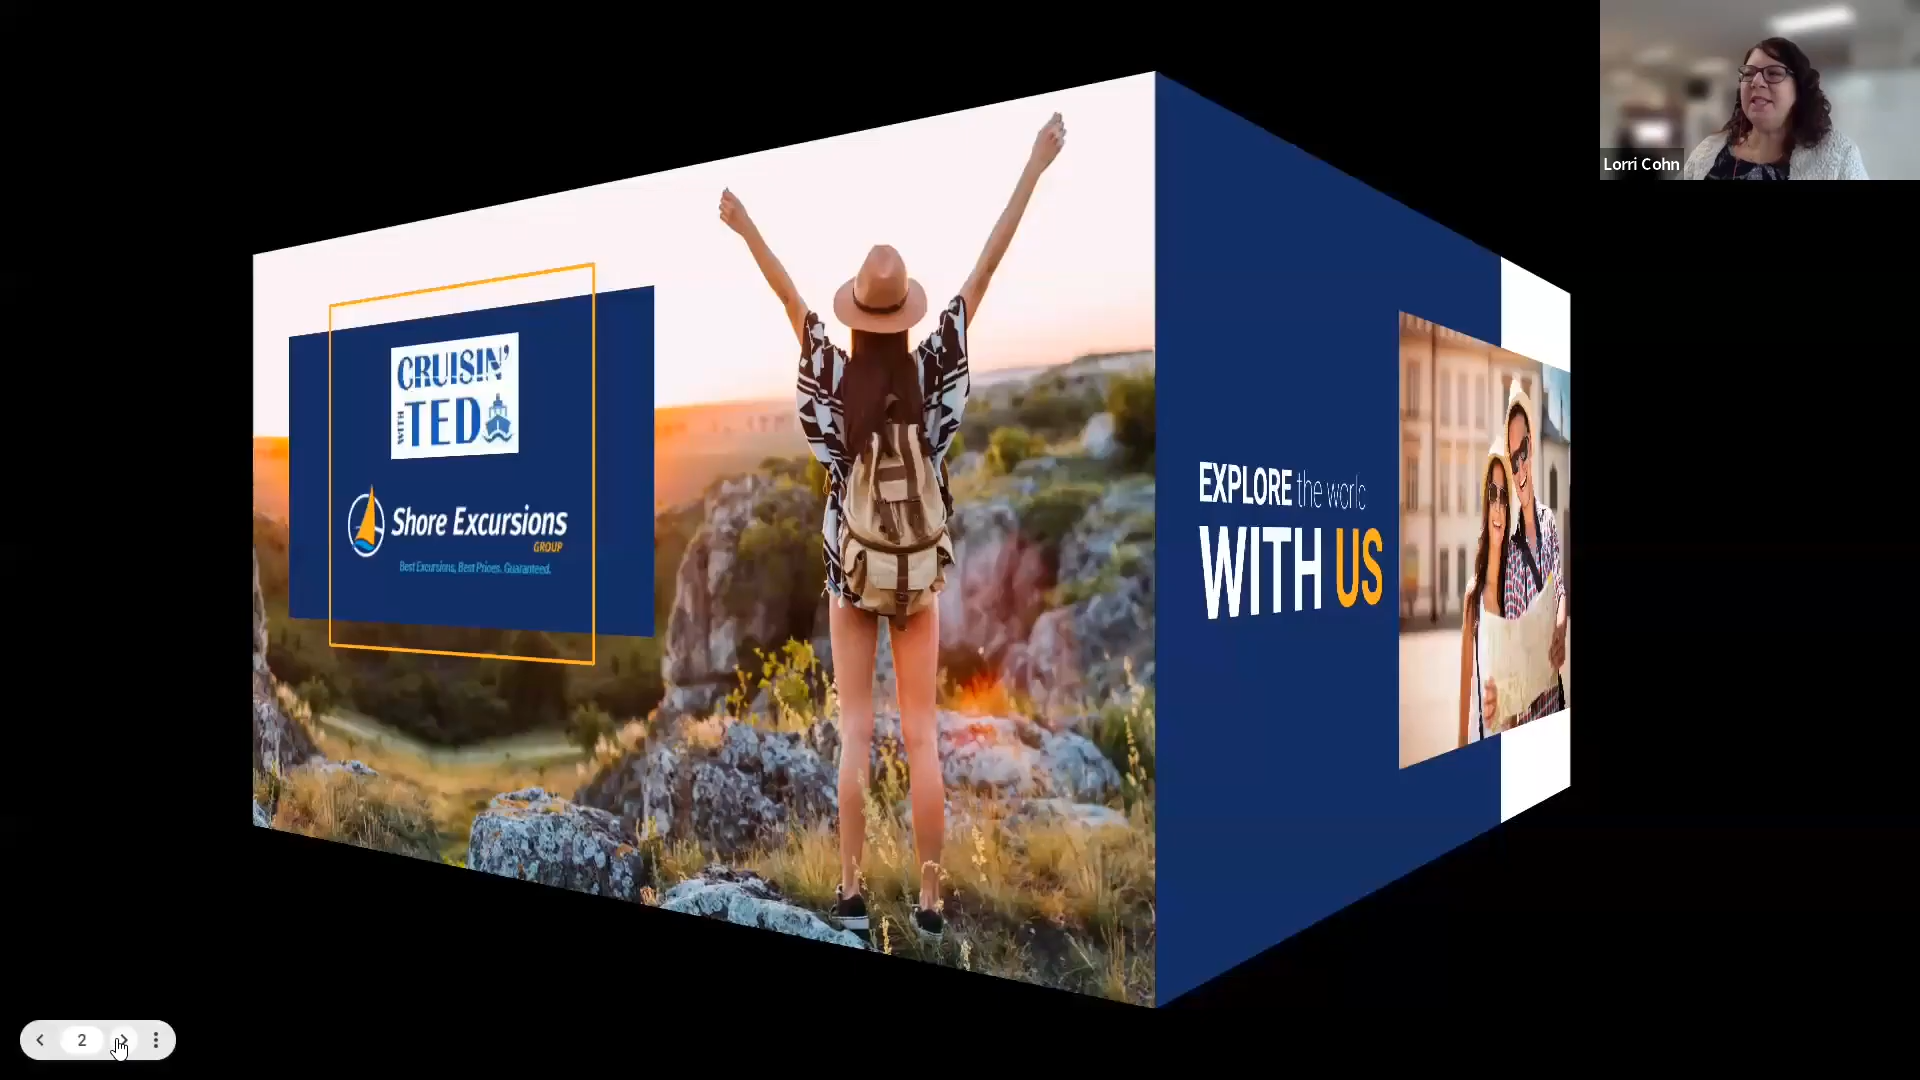 CRUISIN'
WITH TED
Shore Excursions
GROUP
Best Excursions, Best Prices. Guaranteed.
EXPLORE the world
WITH US
Lorri Cohn
2